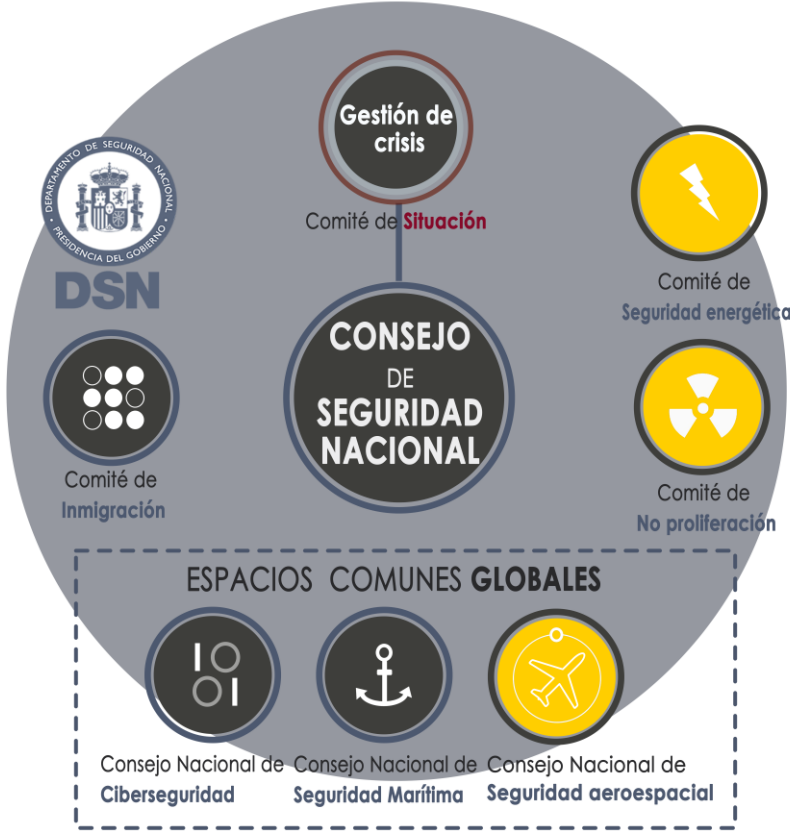 Gestión de
crisis
Comité de Situación
DEPARTAMENTO DE SEGURIDAD NACIONAL
PRESIDENCIA DEL GOBIERNO
DSN
Comité de
Seguridad energética
CONSEJO
DE
SEGURIDAD
NACIONAL
Comité de
Inmigración
Comité de
No proliferación
ESPACIOS COMUNES GLOBALES
Consejo Nacional de
Ciberseguridad
Consejo Nacional de
Seguridad Marítima
Consejo Nacional de
Seguridad aeroespacial